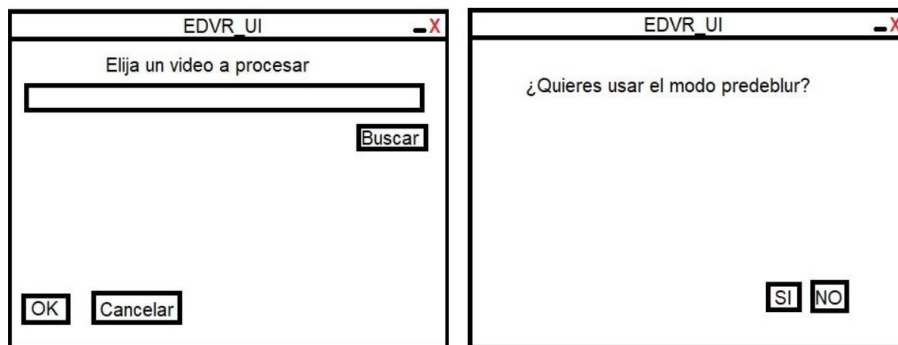 EDVR_UI
X
Elija un video a procesar
Buscar
OK
Cancelar
EDVR_UI
X
¿Quieres usar el modo predeblur?
SI
NO